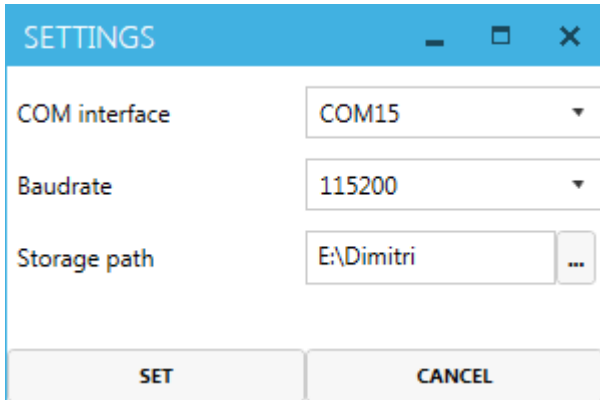 SETTINGS
COM interface COM15
Baudrate 115200
Storage path E:\Dimitri ...
SET CANCEL